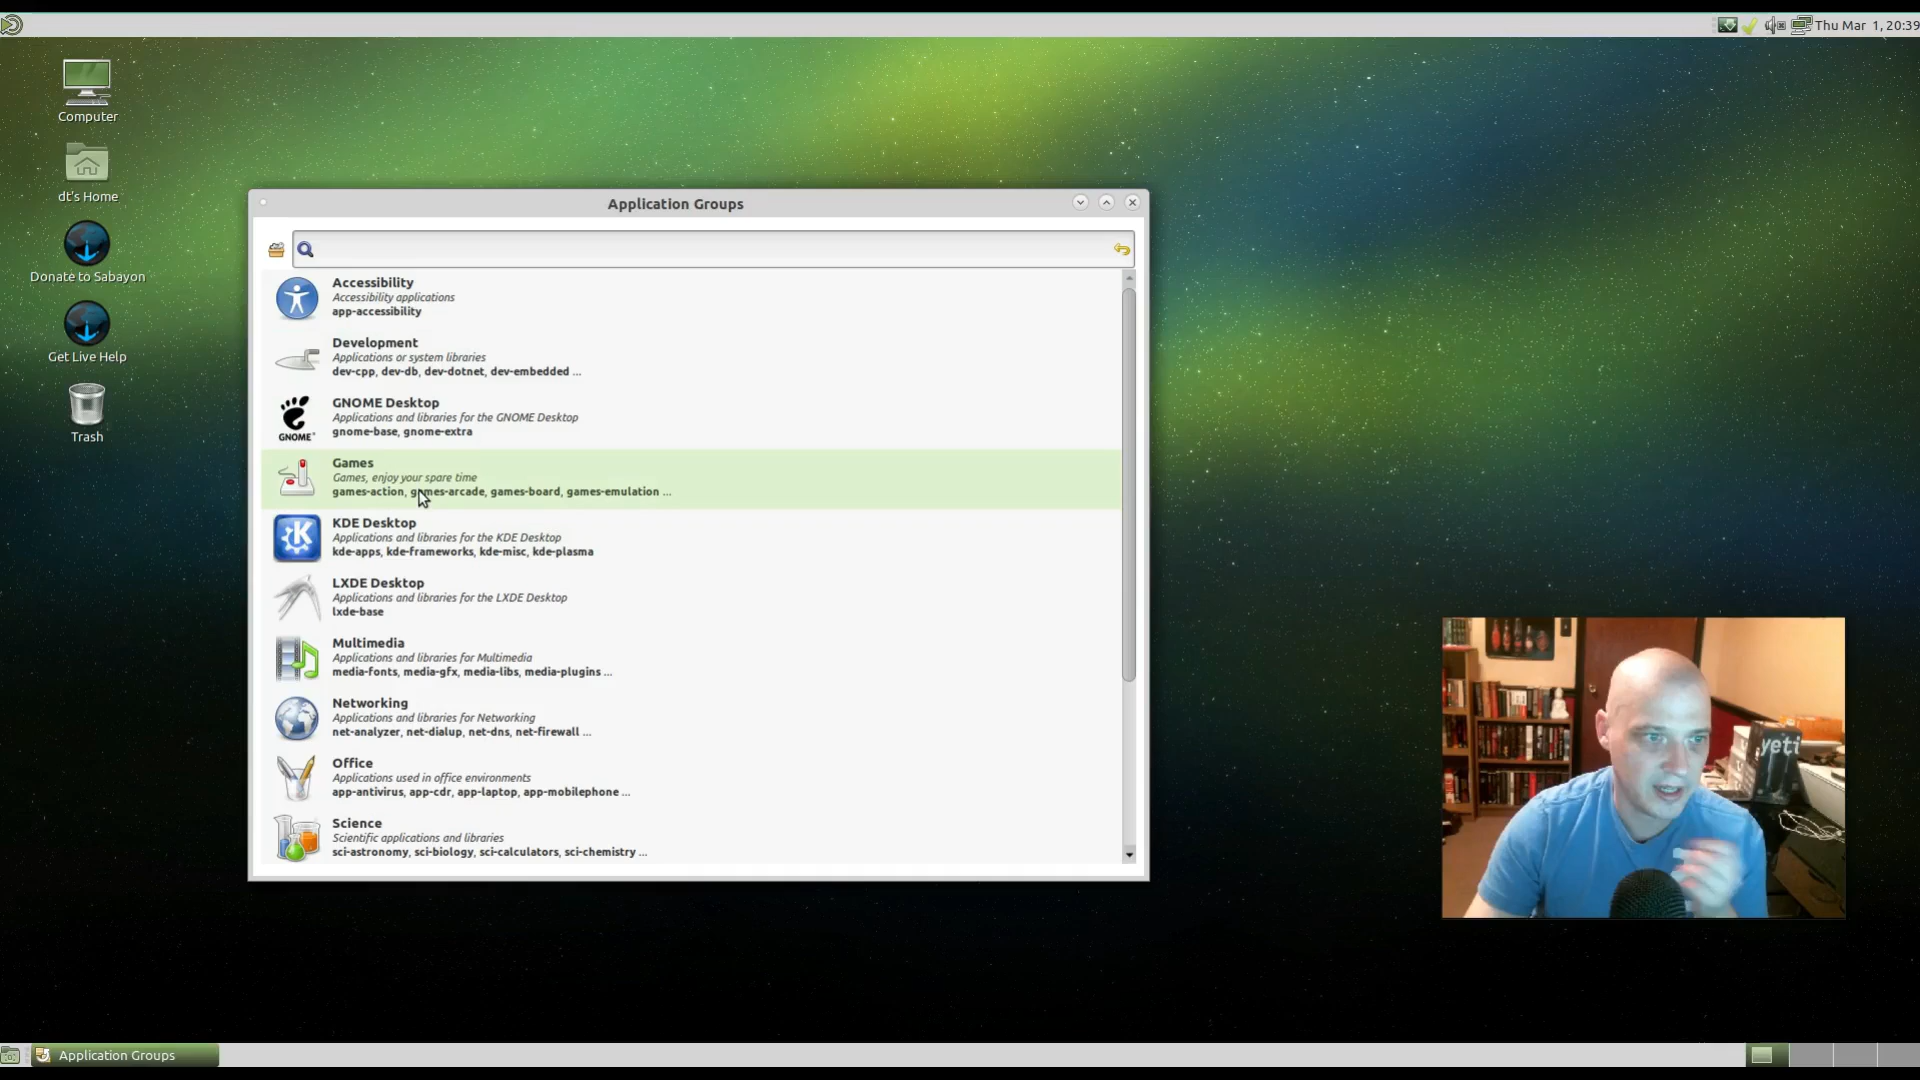 Thu Mar 1, 20:39
Computer
dt's Home
Donate to Sabayon
Get Live Help
Trash
Application Groups
Accessibility
Accessibility applications
app-accessibility
Development
Applications or system libraries
dev-cpp, dev-db, dev-dotnet, dev-embedded ...
GNOME Desktop
Applications and libraries for the GNOME Desktop
gnome-base, gnome-extra
GNOME
Games
Games, enjoy your spare time
games-action, games-arcade, games-board, games-emulation ...
KDE Desktop
Applications and libraries for the KDE Desktop
kde-apps, kde-frameworks, kde-misc, kde-plasma
LXDE Desktop
Applications and libraries for the LXDE Desktop
lxde-base
Multimedia
Applications and libraries for Multimedia
media-fonts, media-gfx, media-libs, media-plugins ...
Networking
Applications and libraries for Networking
net-analyzer, net-dialup, net-dns, net-firewall ...
Office
Applications used in office environments
app-antivirus, app-cdr, app-laptop, app-mobilephone ...
Science
Scientific applications and libraries
sci-astronomy, sci-biology, sci-calculators, sci-chemistry ...
yeti
Application Groups